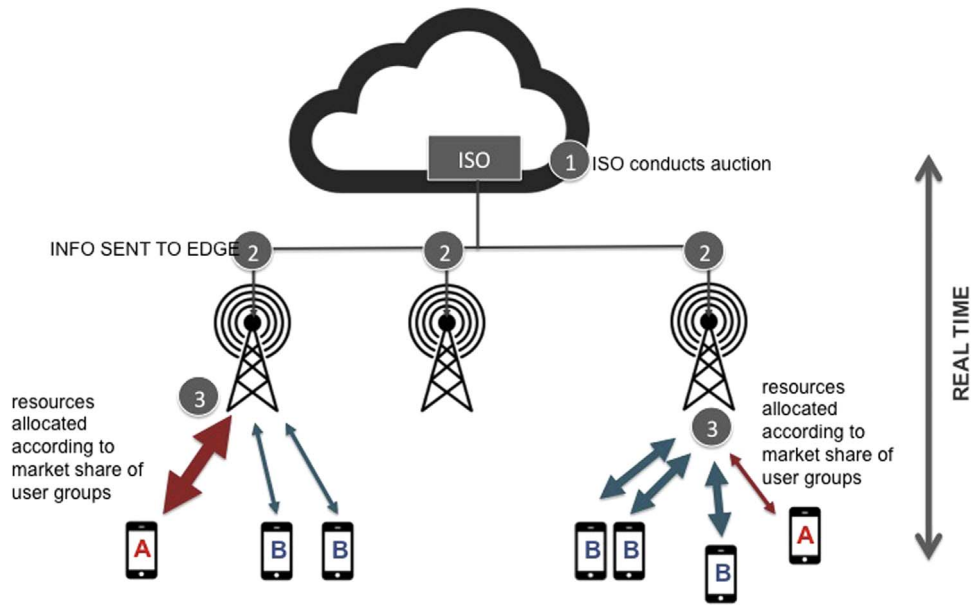 ISO
1
ISO conducts auction
INFO SENT TO EDGE
2
2
2
REAL TIME
3
resources
allocated
according to
market share of
user groups
3
resources
allocated
according to
market share of
user groups
A
B
B
B
B
B
A